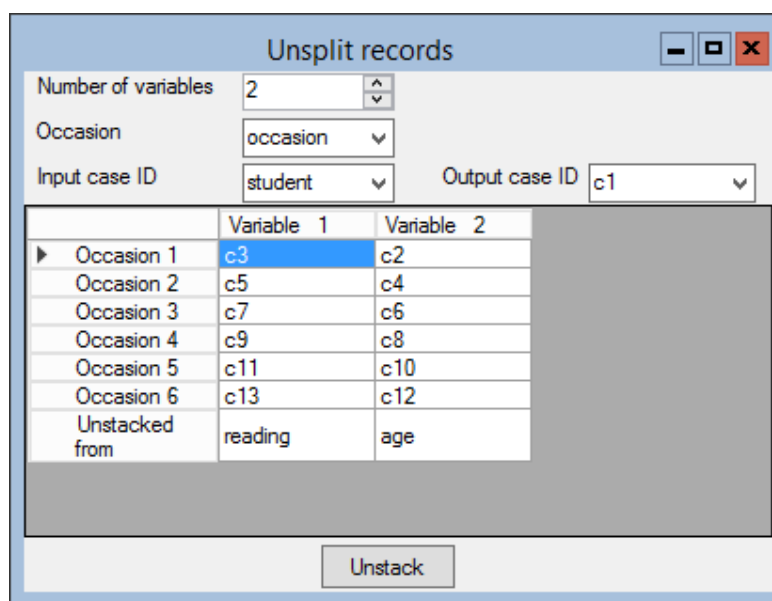 Unsplit records
Number of variables 2
Occasion occasion
Input case ID student Output case ID c1
Variable 1 Variable 2
Occasion 1 c3 c2
Occasion 2 c5 c4
Occasion 3 c7 c6
Occasion 4 c9 c8
Occasion 5 c11 c10
Occasion 6 c13 c12
Unstacked
from reading age
Unstack